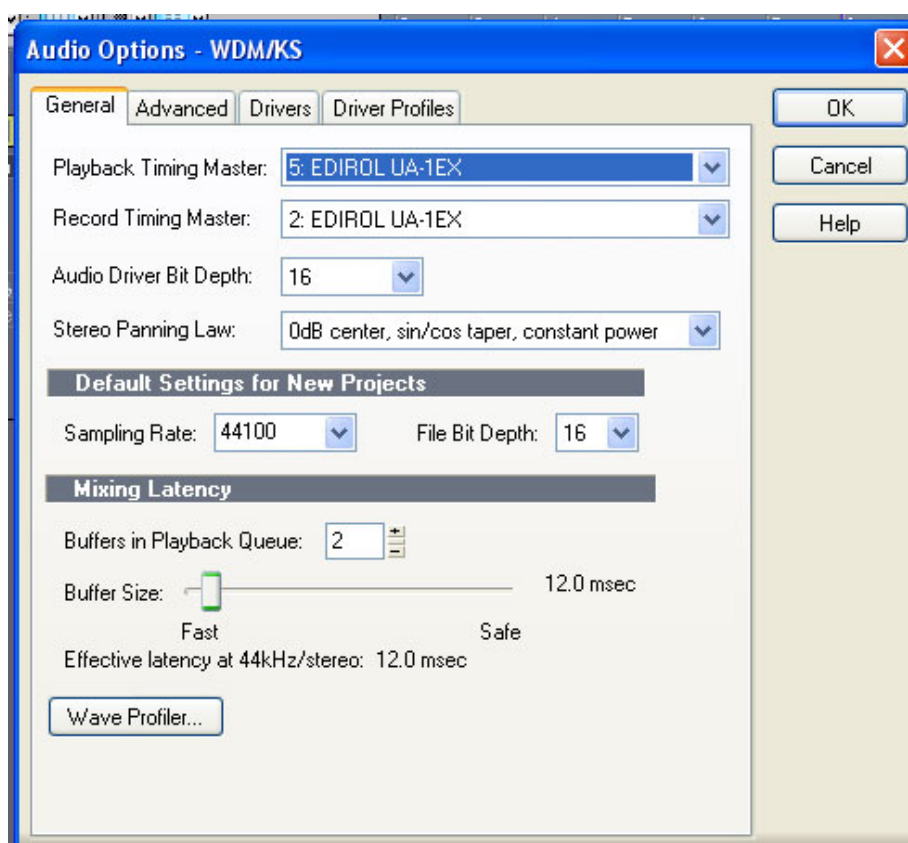 Audio Options - WDM/KS
General Advanced Drivers Driver Profiles
OK
Cancel
Help
Playback Timing Master: 5: EDIROL UA-1EX
Record Timing Master: 2: EDIROL UA-1EX
Audio Driver Bit Depth: 16
Stereo Panning Law: 0dB center, sin/cos taper, constant power
Default Settings for New Projects
Sampling Rate: 44100 File Bit Depth: 16
Mixing Latency
Buffers in Playback Queue: 2
Buffer Size: 12.0 msec
Fast Safe
Effective latency at 44kHz/stereo: 12.0 msec
Wave Profiler...